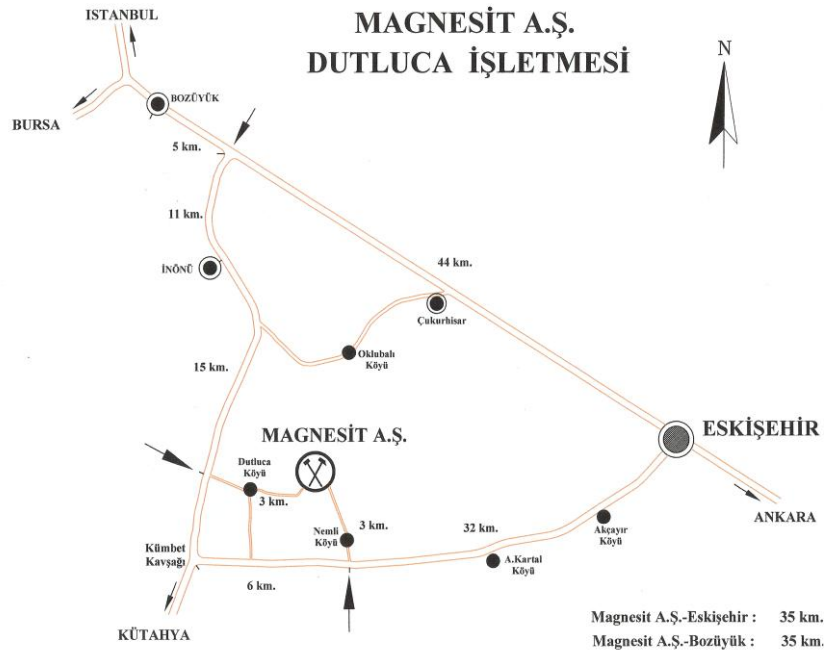 MAGNESİT A.Ş.
DUTLUCA İŞLETMESİ
ISTANBUL
N
BOZÜYÜK
BURSA
5 km.
11 km.
İNÖNÜ
44 km.
Çukurhisar
Oklubalı
Köyü
15 km.
MAGNESİT A.Ş.
ESKİŞEHİR
Dutluca
Köyü
3 km.
Nemli
Köyü
3 km.
32 km.
Akçayır
Köyü
ANKARA
Kümbet
Kavşağı
A.Kartal
Köyü
6 km.
KÜTAHYA
Magnesit A.Ş.-Eskişehir : 35 km.
Magnesit A.Ş.-Bozüyük : 35 km.